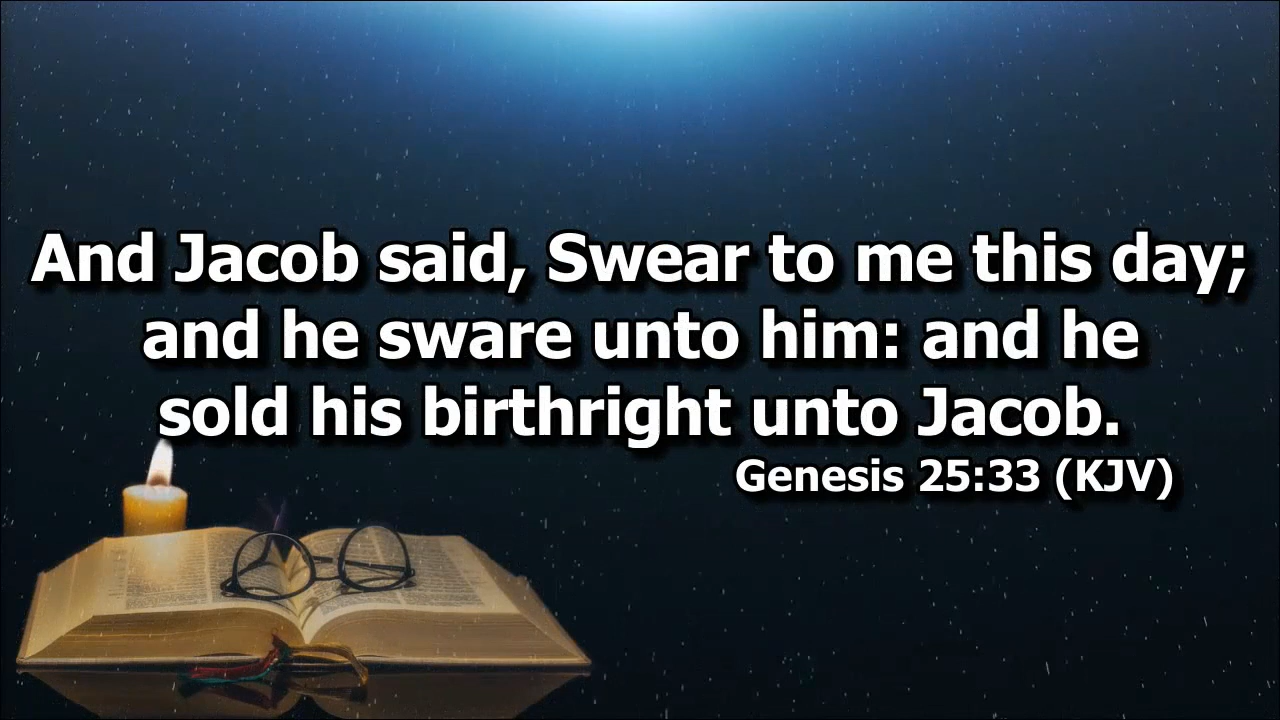 And Jacob said, Swear to me this day;
and he sware unto him: and he
sold his birthright unto Jacob.
Genesis 25:33 (KJV)